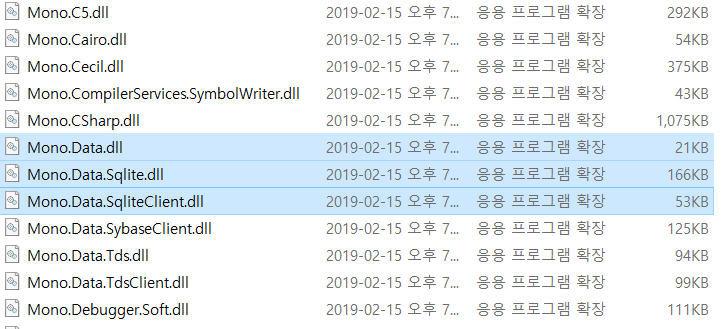 Mono.C5.dll 2019-02-15 오후 7... 응용 프로그램 확장 292KB
Mono.Cairo.dll 2019-02-15 오후 7... 응용 프로그램 확장 54KB
Mono.Cecil.dll 2019-02-15 오후 7... 응용 프로그램 확장 375KB
Mono.CompilerServices.SymbolWriter.dll 2019-02-15 오후 7... 응용 프로그램 확장 43KB
Mono.CSharp.dll 2019-02-15 오후 7... 응용 프로그램 확장 1,075KB
Mono.Data.dll 2019-02-15 오후 7... 응용 프로그램 확장 21KB
Mono.Data.Sqlite.dll 2019-02-15 오후 7... 응용 프로그램 확장 166KB
Mono.Data.SqliteClient.dll 2019-02-15 오후 7... 응용 프로그램 확장 53KB
Mono.Data.SybaseClient.dll 2019-02-15 오후 7... 응용 프로그램 확장 125KB
Mono.Data.Tds.dll 2019-02-15 오후 7... 응용 프로그램 확장 94KB
Mono.Data.TdsClient.dll 2019-02-15 오후 7... 응용 프로그램 확장 99KB
Mono.Debugger.Soft.dll 2019-02-15 오후 7... 응용 프로그램 확장 111KB